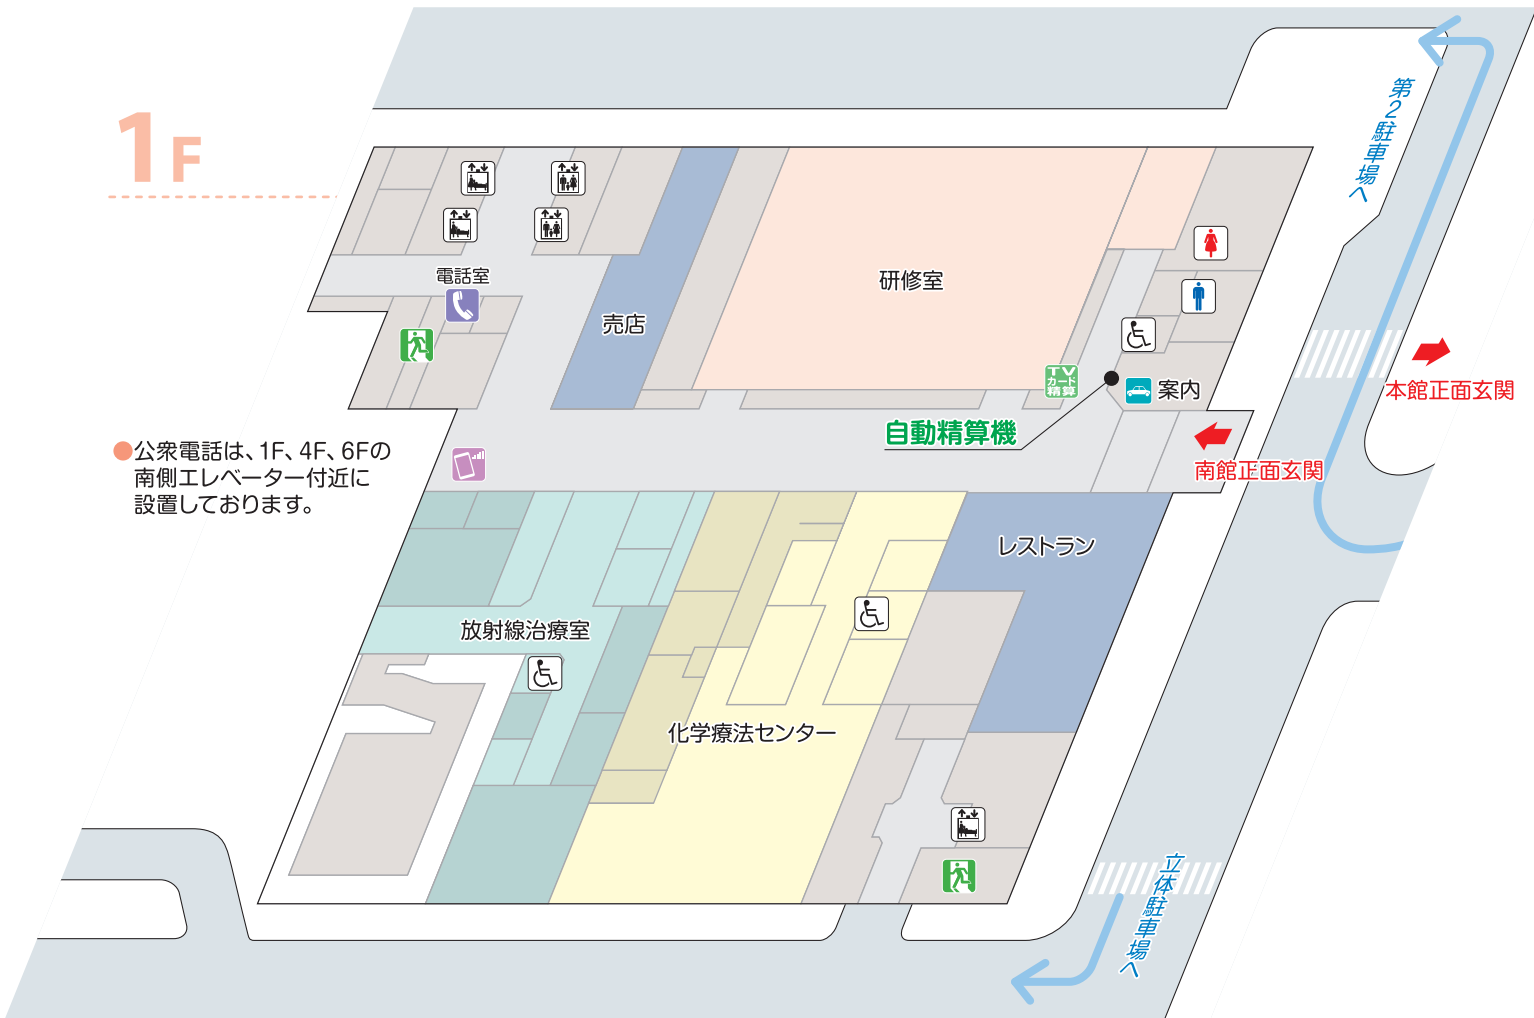 1F
第2駐車場へ
電話室
研修室
売店
TV
カード
精算
案内
本館正面玄関
自動精算機
南館正面玄関
●公衆電話は、1F、4F、6Fの
南側エレベーター付近に
設置しております。
レストラン
放射線治療室
化学療法センター
立体駐車場へ